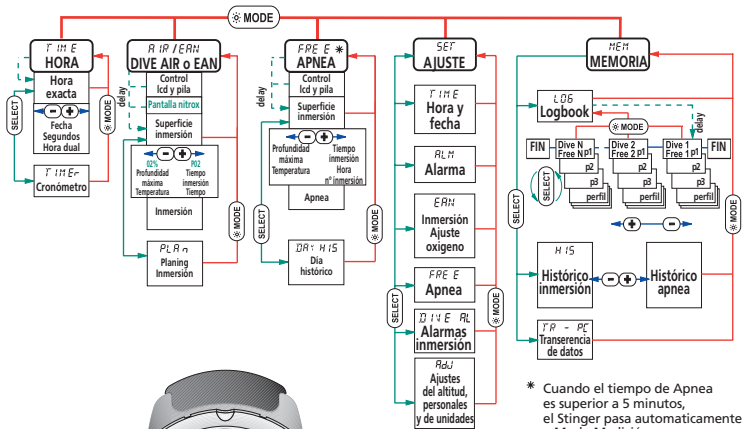 MODE
TIME
HORA
Hora
exacta
Fecha
Segundos
Hora dual
SELECT
MODE
TIMEr
Cronómetro
AIR/EAN
DIVE AIR o EAN
delay
Control
lcd y pila
Pantalla nitrox
Superficie
inmersión
02% P02
Profundidad Tiempo
máxima inmersión
Temperatura Tiempo
Inmersión
MODE
PLAn
Planing
Inmersión
FREE *
APNEA
delay
Control
lcd y pila
Superficie
inmersión
Profundidad Tiempo
máxima inmersión
Temperatura Hora
nº inmersión
Apnea
SELECT
MODE
DAY HIS
Día
histórico
SET
AJUSTE
TIME
Hora y
fecha
ALM
Alarma
EAN
Inmersión
Ajuste
oxigeno
FREE
Apnea
SELECT
MODE
DIVE AL
Alarmas
inmersión
AdJ
Ajustes
del altitud,
personales
y de unidades
MEM
MEMORIA
LOG
Logbook
delay
MODE
FIN
Dive N
Free N p1
Dive 2
Free 2 p1
Dive 1
Free 1 p1
FIN
p2 p2 p2
p3 p3 p3
perfil perfil perfil
SELECT
SELECT
MODE
HIS
Histórico
inmersión
Histórico
apnea
TR - PC
Transerencia
de datos
* Cuando el tiempo de Apnea
es superior a 5 minutos,
el Stinger pasa automaticamente